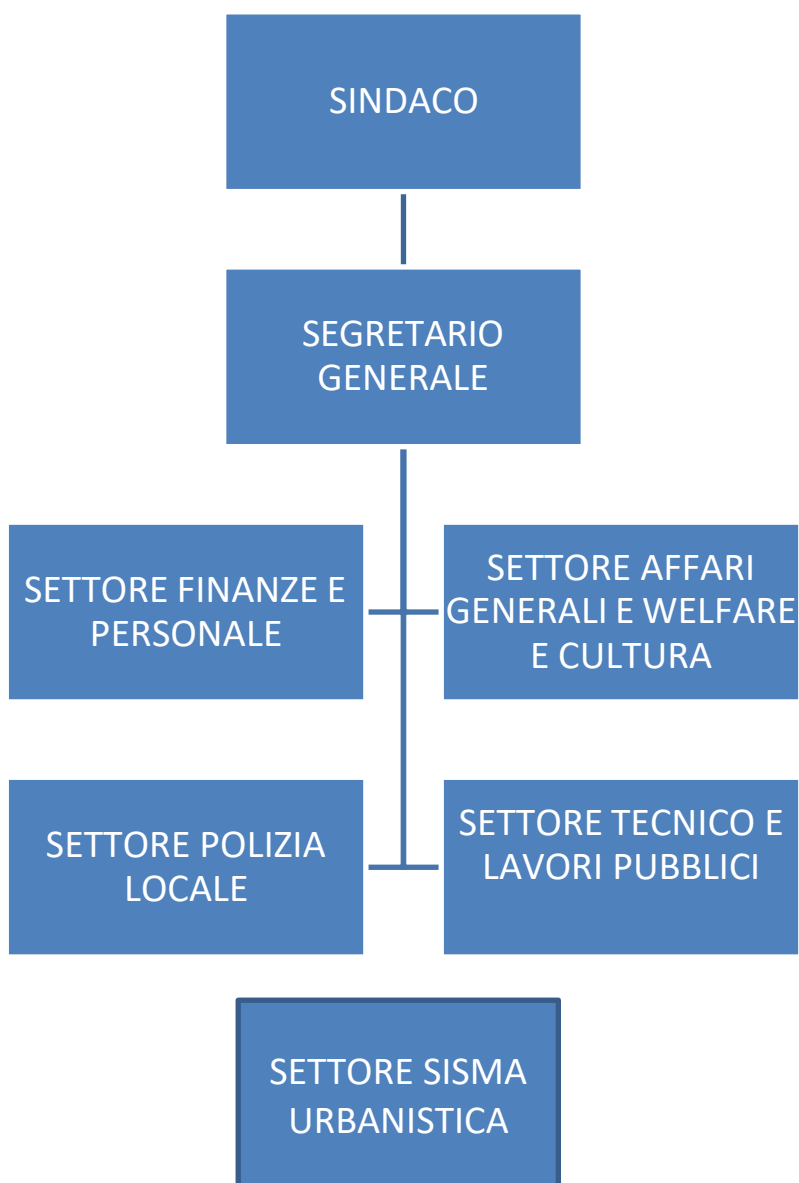 SINDACO
SEGRETARIO
GENERALE
SETTORE FINANZE E
PERSONALE
SETTORE AFFARI
GENERALI E WELFARE
E CULTURA
SETTORE POLIZIA
LOCALE
SETTORE TECNICO E
LAVORI PUBBLICI
SETTORE SISMA
URBANISTICA